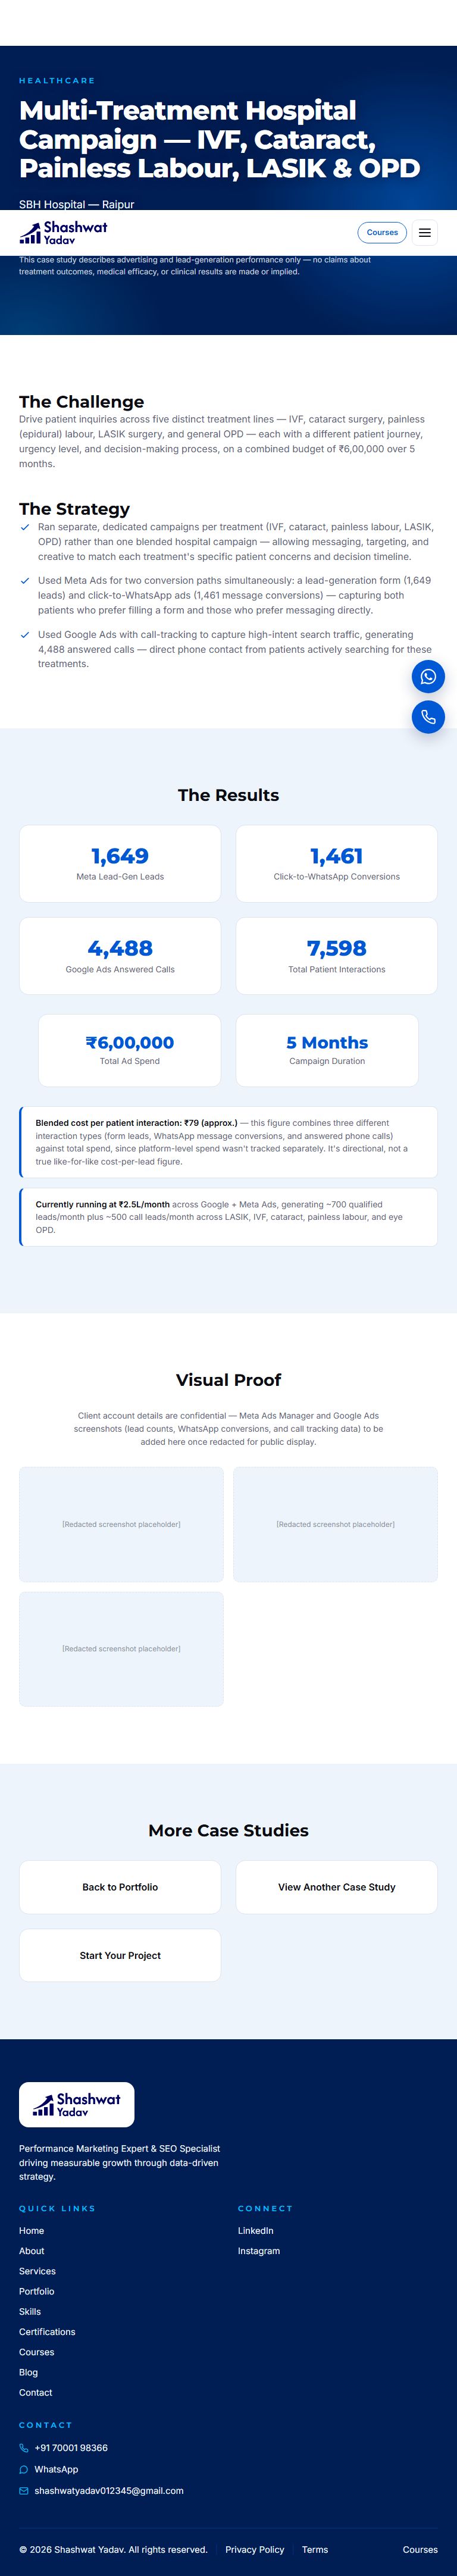 HEALTHCARE
Multi-Treatment Hospital
Campaign — IVF, Cataract,
Painless Labour, LASIK & OPD
SBH Hospital — Raipur
Shashwat
Yadav
Courses
This case study describes advertising and lead-generation performance only — no claims about
treatment outcomes, medical efficacy, or clinical results are made or implied.
The Challenge
Drive patient inquiries across five distinct treatment lines — IVF, cataract surgery, painless
(epidural) labour, LASIK surgery, and general OPD — each with a different patient journey,
urgency level, and decision-making process, on a combined budget of ₹6,00,000 over 5
months.
The Strategy
Ran separate, dedicated campaigns per treatment (IVF, cataract, painless labour, LASIK,
OPD) rather than one blended hospital campaign — allowing messaging, targeting, and
creative to match each treatment's specific patient concerns and decision timeline.
Used Meta Ads for two conversion paths simultaneously: a lead-generation form (1,649
leads) and click-to-WhatsApp ads (1,461 message conversions) — capturing both
patients who prefer filling a form and those who prefer messaging directly.
Used Google Ads with call-tracking to capture high-intent search traffic, generating
4,488 answered calls — direct phone contact from patients actively searching for these
treatments.
The Results
1,649
Meta Lead-Gen Leads
1,461
Click-to-WhatsApp Conversions
4,488
Google Ads Answered Calls
7,598
Total Patient Interactions
₹6,00,000
Total Ad Spend
5 Months
Campaign Duration
Blended cost per patient interaction: ₹79 (approx.) — this figure combines three different
interaction types (form leads, WhatsApp message conversions, and answered phone calls)
against total spend, since platform-level spend wasn't tracked separately. It's directional, not a
true like-for-like cost-per-lead figure.
Currently running at ₹2.5L/month across Google + Meta Ads, generating ~700 qualified
leads/month plus ~500 call leads/month across LASIK, IVF, cataract, painless labour, and eye
OPD.
Visual Proof
Client account details are confidential — Meta Ads Manager and Google Ads
screenshots (lead counts, WhatsApp conversions, and call tracking data) to be
added here once redacted for public display.
[Redacted screenshot placeholder]
[Redacted screenshot placeholder]
[Redacted screenshot placeholder]
More Case Studies
Back to Portfolio
View Another Case Study
Start Your Project
Shashwat
Yadav
Performance Marketing Expert & SEO Specialist
driving measurable growth through data-driven
strategy.
QUICK LINKS
Home
About
Services
Portfolio
Skills
Certifications
Courses
Blog
Contact
CONNECT
LinkedIn
Instagram
CONTACT
+91 70001 98366
WhatsApp
shashwatyadav012345@gmail.com
© 2026 Shashwat Yadav. All rights reserved.
Privacy Policy
Terms
Courses